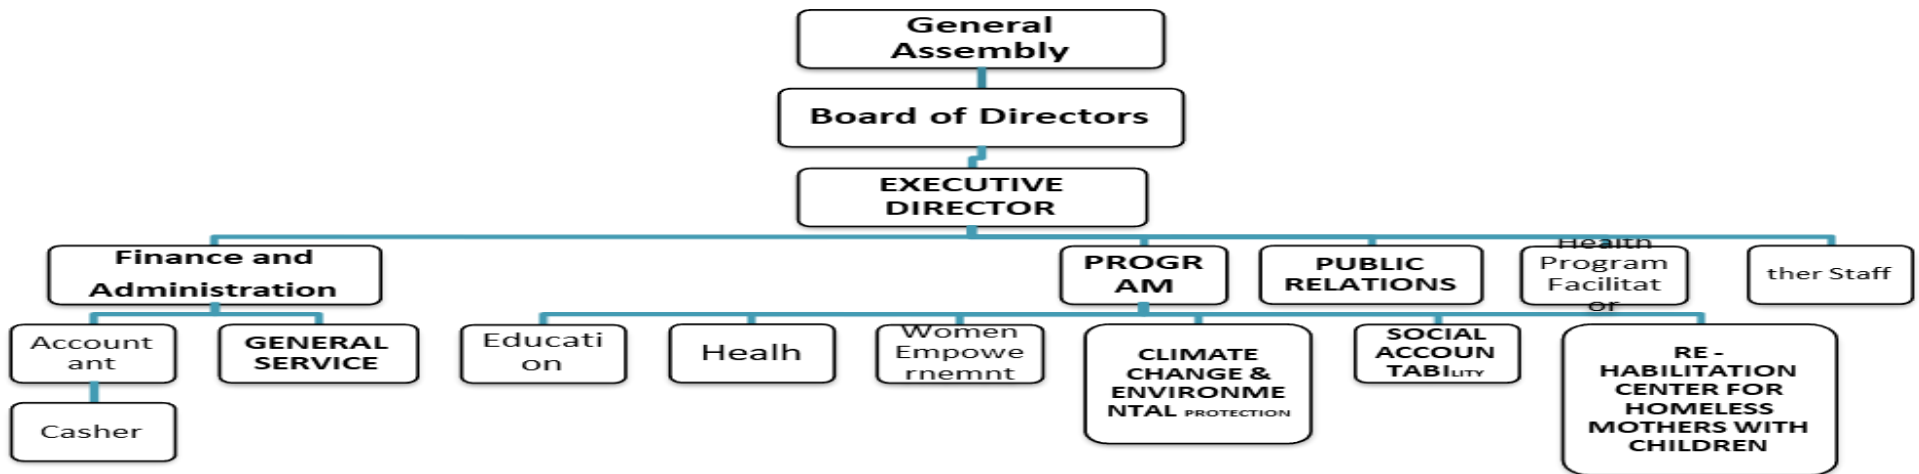 General
Assembly
Board of Directors
EXECUTIVE
DIRECTOR
Finance and
Administration
PROGR
AM
PUBLIC
RELATIONS
Health
Program
Facilitat
or
ther Staff
Account
ant
GENERAL
SERVICE
Educati
on
Healh
Women
Empowe
rnemnt
CLIMATE
CHANGE &
ENVIRONME
NTAL PROTECTION
SOCIAL
ACCOUN
TABILITY
RE -
HABILITATION
CENTER FOR
HOMELESS
MOTHERS WITH
CHILDREN
Casher